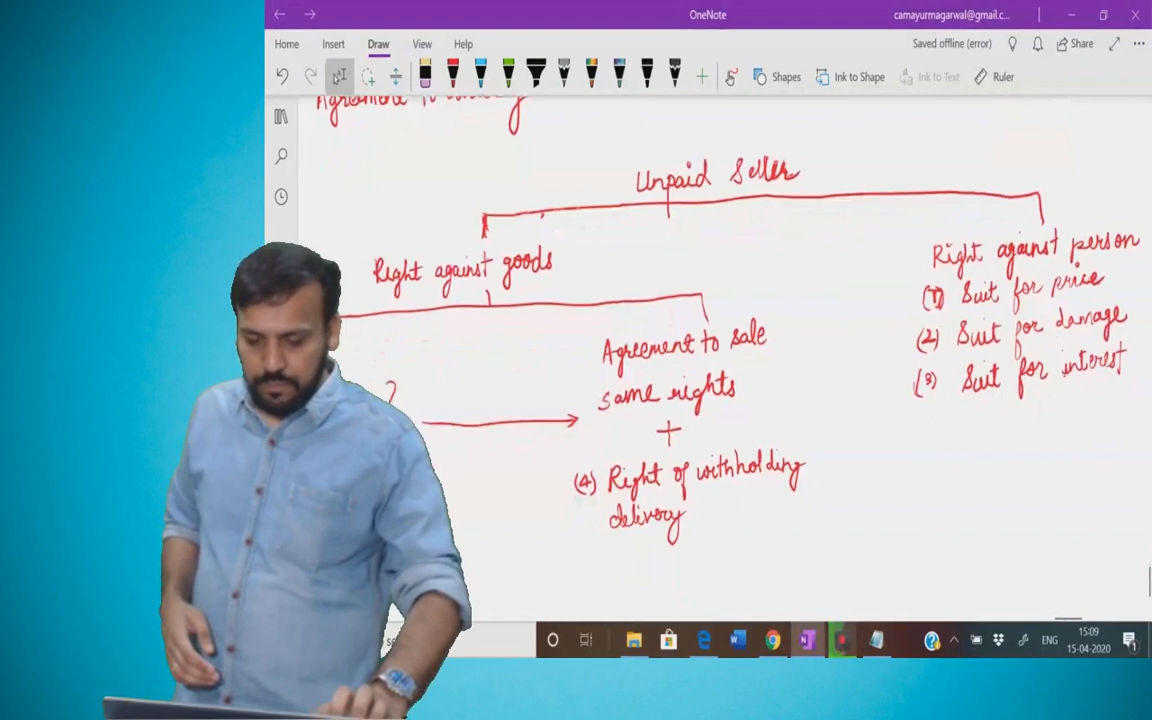 OneNote
camayurmagarwal@gmail.c...
Home Insert Draw View Help
Saved offline (error)
Share
Shapes
Ink to Shape
Ink to Text
Ruler
Unpaid Seller
Right against goods
Agreement to sale
same rights
+
(4) Right of withholding
delivery
Right against person
(1) Suit for price
(2) Suit for damage
(3) Suit for interest
ENG
15:09
15-04-2020